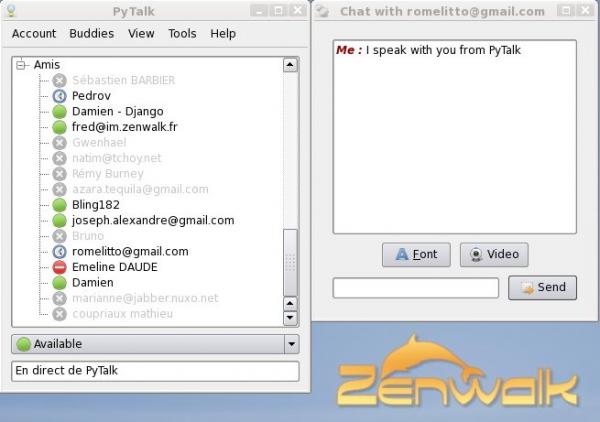 PyTalk
Account Buddies View Tools Help
Amis
Sébastien BARBIER
Pedrov
Damien - Django
fred@im.zenwalk.fr
Gwenhael
natim@tchoy.net
Rémy Burney
azara.tequila@gmail.com
Bling182
joseph.alexandre@gmail.com
Bruno
romelitto@gmail.com
Emeline DAUDE
Damien
marianne@jabber.nuxo.net
coupriaux mathieu
Available
En direct de PyTalk
Chat with romelitto@gmail.com
Me : I speak with you from PyTalk
Font Video
Send
Zenwalk